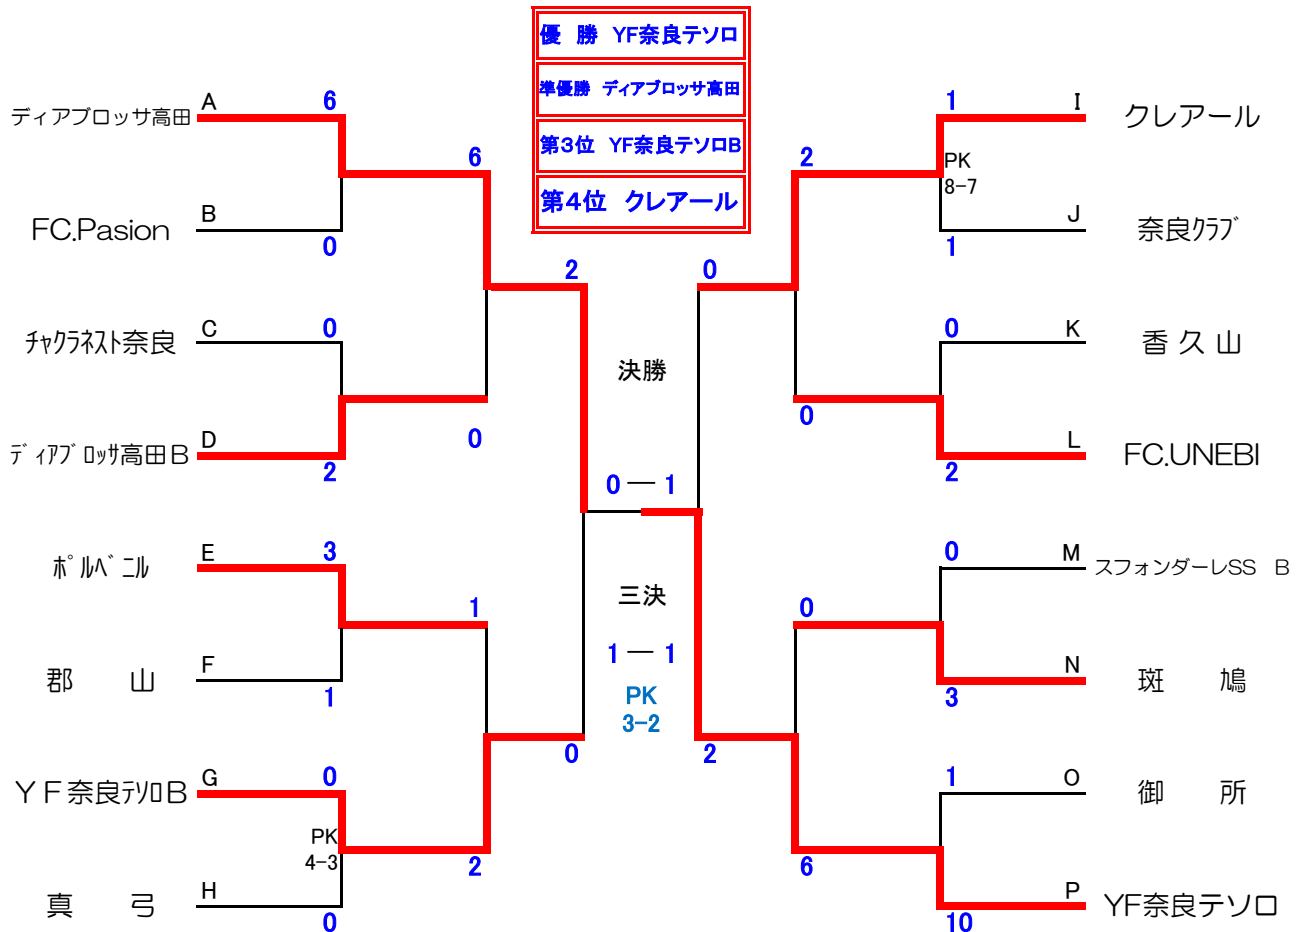 優　勝　YF奈良テソロ
準優勝　ディアブロッサ高田
第3位　YF奈良テソロB
第4位　クレアール
ディアブロッサ高田 A 6
FC.Pasion B 0
ﾁｬｸﾗﾈｽﾄ奈良 C 0
ﾃﾞｨｱﾌﾞﾛｯｻ高田B D 2
ﾎﾟﾙﾍﾞﾆﾙ E 3
郡　山 F 1
YF奈良ﾃｿﾛB G 0
PK
4-3
真　弓 H 0
6
0
1
2
2
0
決勝
0 ― 1
三決
1 ― 1
PK
3-2
0
2
2
0
0
6
1 I クレアール
PK
8-7
1 J 奈良ｸﾗﾌﾞ
0 K 香久山
2 L FC.UNEBI
0 M スフォンダーレSS　B
3 N 斑　鳩
1 O 御　所
10 P YF奈良テソロ